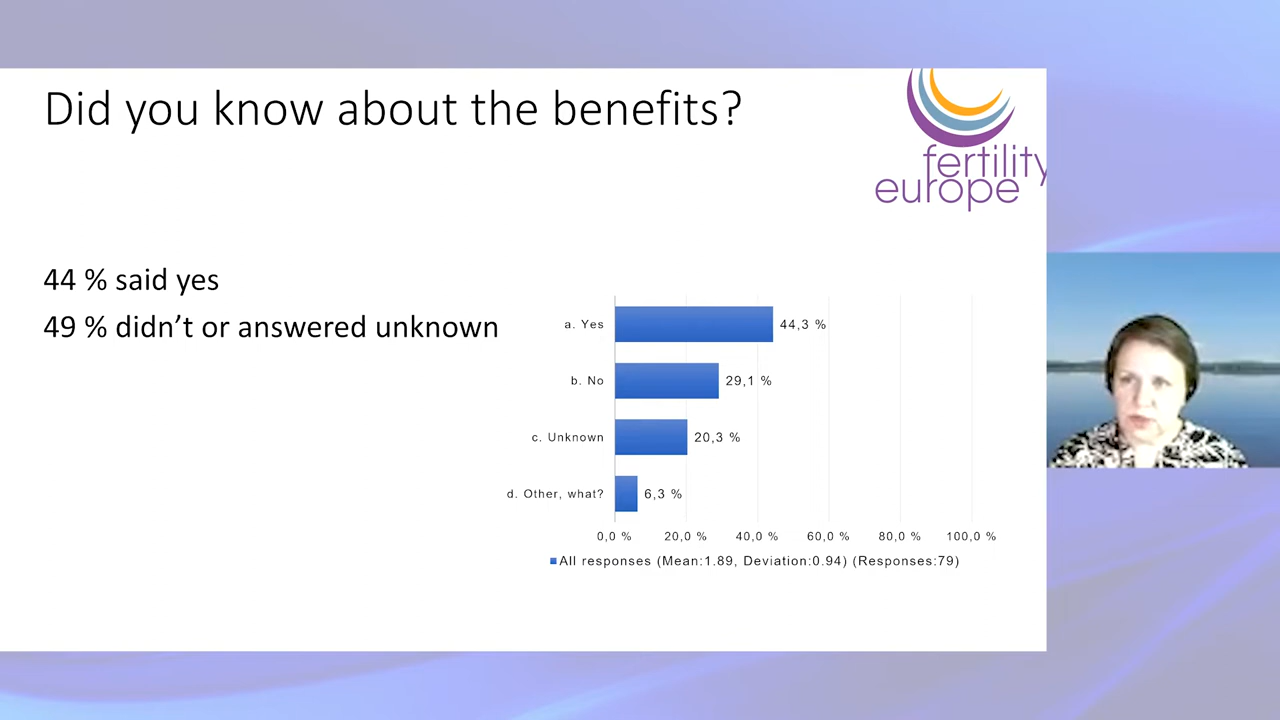 Did you know about the benefits?
fertility
europe
44 % said yes
49 % didn’t or answered unknown
a. Yes
44,3 %
b. No
29,1 %
c. Unknown
20,3 %
d. Other, what?
6,3 %
0,0 %
20,0 %
40,0 %
60,0 %
80,0 %
100,0 %
All responses (Mean:1.89, Deviation:0.94) (Responses:79)